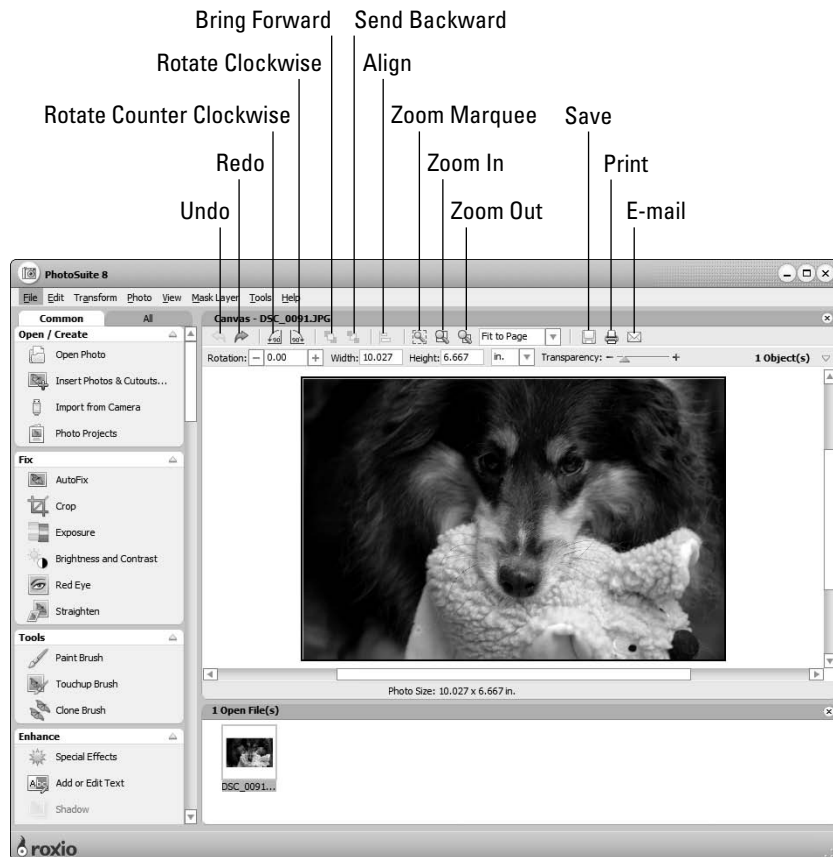 Bring Forward Send Backward
Rotate Clockwise Align
Rotate Counter Clockwise Zoom Marquee Save
Redo Zoom In Print
Undo Zoom Out E-mail
PhotoSuite 8
File Edit Transform Photo View Mask Layer Tools Help
Common All
Canvas - DSC_0091.JPG
Open / Create
Open Photo
Insert Photos & Cutouts...
Import from Camera
Photo Projects
Fix
AutoFix
Crop
Exposure
Brightness and Contrast
Red Eye
Straighten
Tools
Paint Brush
Touchup Brush
Clone Brush
Enhance
Special Effects
Add or Edit Text
Shadow
90 90 Fit to Page
Rotation: 0.00 + Width: 10.027 Height: 6.667 in. Transparency: - + 1 Object(s)
Photo Size: 10.027 x 6.667 in.
1 Open File(s)
DSC_0091...
roxio